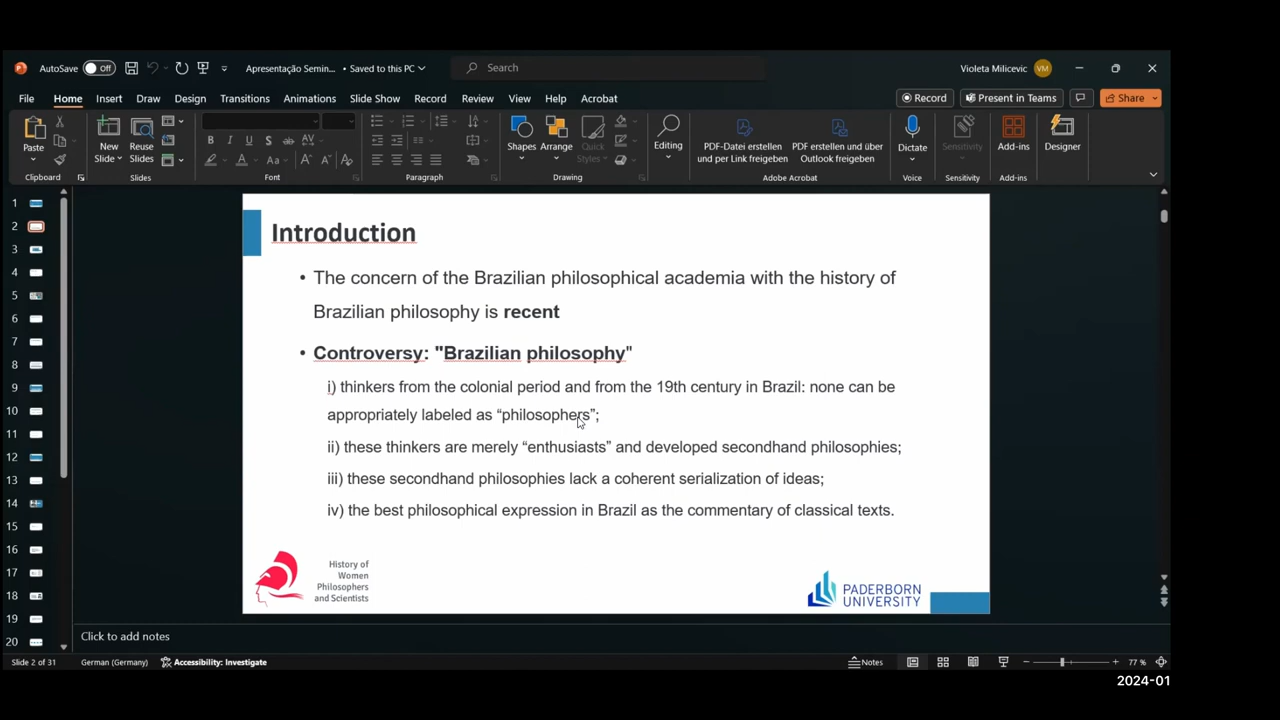 AutoSave Off Apresentação Semin... • Saved to this PC Search Violeta Milicevic VM
File Home Insert Draw Design Transitions Animations Slide Show Record Review View Help Acrobat Record Present in Teams Share
Paste New Slide Reuse Slides Shapes Arrange Quick Styles Editing PDF-Datei erstellen und per Link freigeben PDF erstellen und über Outlook freigeben Dictate Sensitivity Add-ins Designer
Clipboard Slides Font Paragraph Drawing Adobe Acrobat Voice Sensitivity Add-ins
1
2
3
4
5
6
7
8
9
10
11
12
13
14
15
16
17
18
19
20
Introduction
• The concern of the Brazilian philosophical academia with the history of
Brazilian philosophy is recent
• Controversy: "Brazilian philosophy"
i) thinkers from the colonial period and from the 19th century in Brazil: none can be
appropriately labeled as “philosophers”;
ii) these thinkers are merely “enthusiasts” and developed secondhand philosophies;
iii) these secondhand philosophies lack a coherent serialization of ideas;
iv) the best philosophical expression in Brazil as the commentary of classical texts.
History of
Women
Philosophers
and Scientists
PADERBORN
UNIVERSITY
Click to add notes
Slide 2 of 31 German (Germany) Accessibility: Investigate Notes 77 %
2024-01